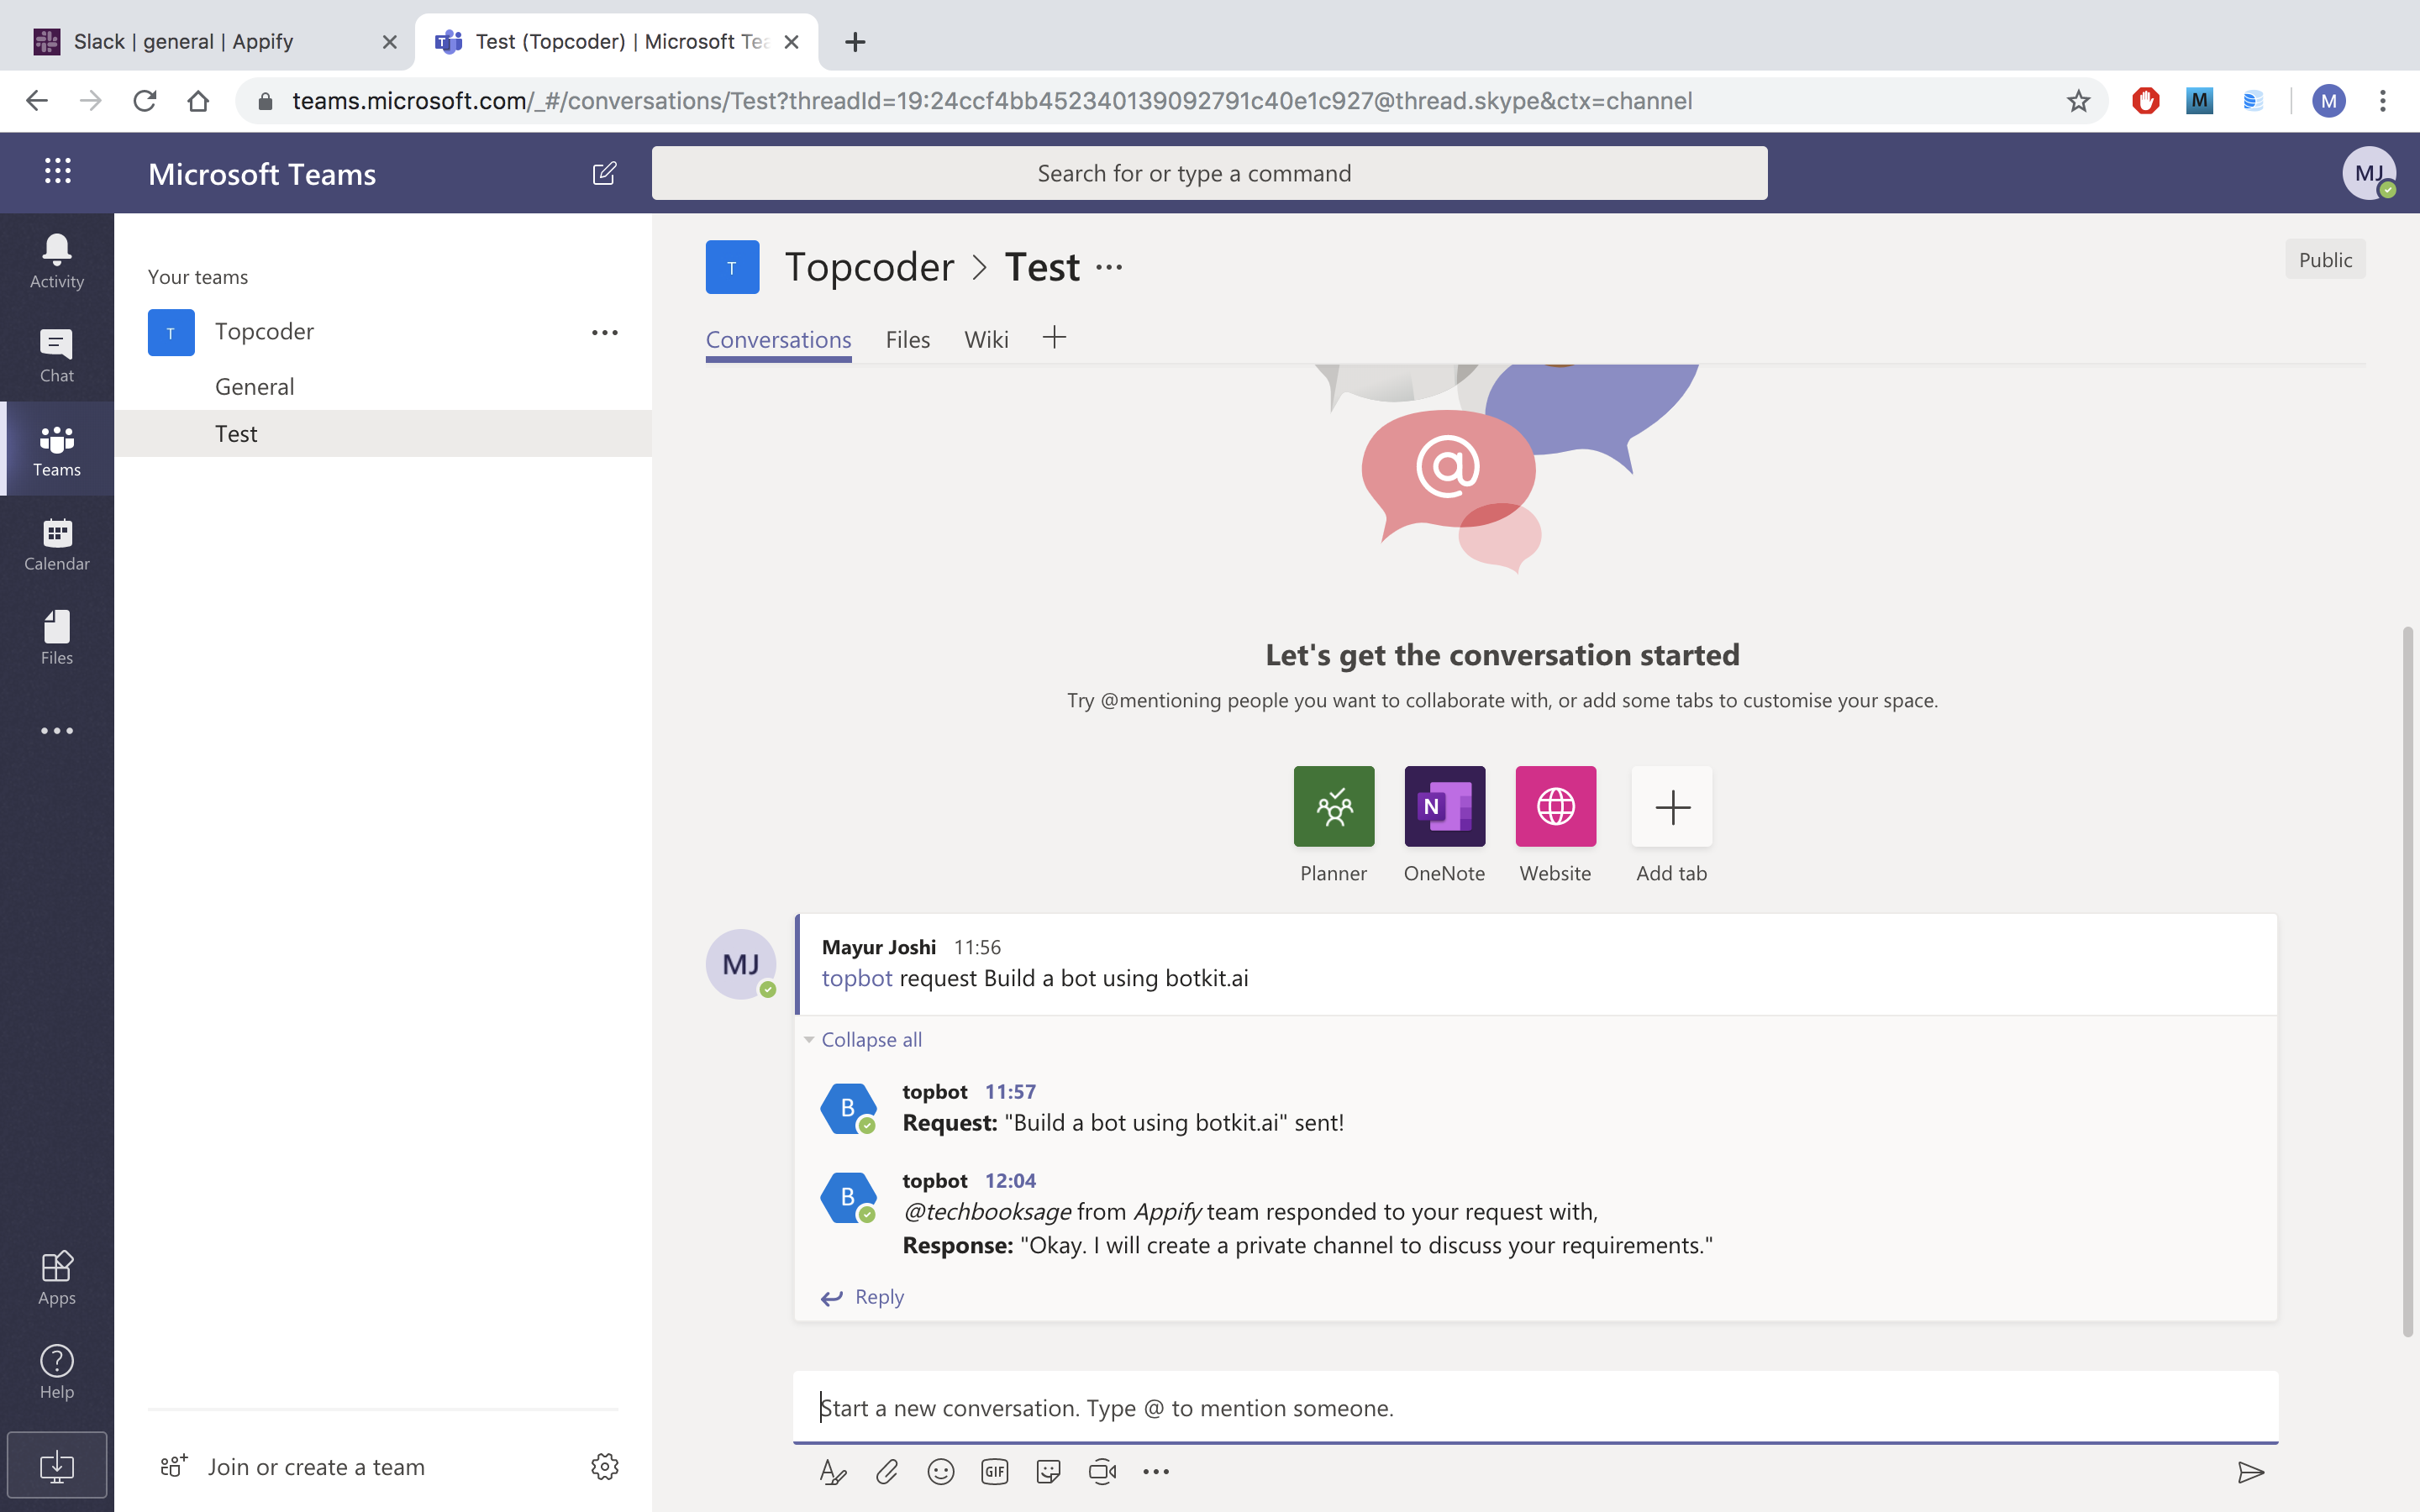 Slack | general | Appify
Test (Topcoder) | Microsoft Tea
teams.microsoft.com/_#/conversations/Test?threadId=19:24ccf4bb452340139092791c40e1c927@thread.skype&ctx=channel
M
M
Microsoft Teams
Search for or type a command
MJ
Activity
Chat
Teams
Calendar
Files
Apps
Help
Your teams
T
Topcoder
General
Test
Join or create a team
T
Topcoder > Test
Public
Conversations
Files
Wiki
@
Let's get the conversation started
Try @mentioning people you want to collaborate with, or add some tabs to customise your space.
N
Planner
OneNote
Website
Add tab
MJ
Mayur Joshi 11:56
topbot request Build a bot using botkit.ai
Collapse all
B
topbot 11:57
Request: "Build a bot using botkit.ai" sent!
B
topbot 12:04
@techbooksage from Appify team responded to your request with,
Response: "Okay. I will create a private channel to discuss your requirements."
Reply
Start a new conversation. Type @ to mention someone.
GIF